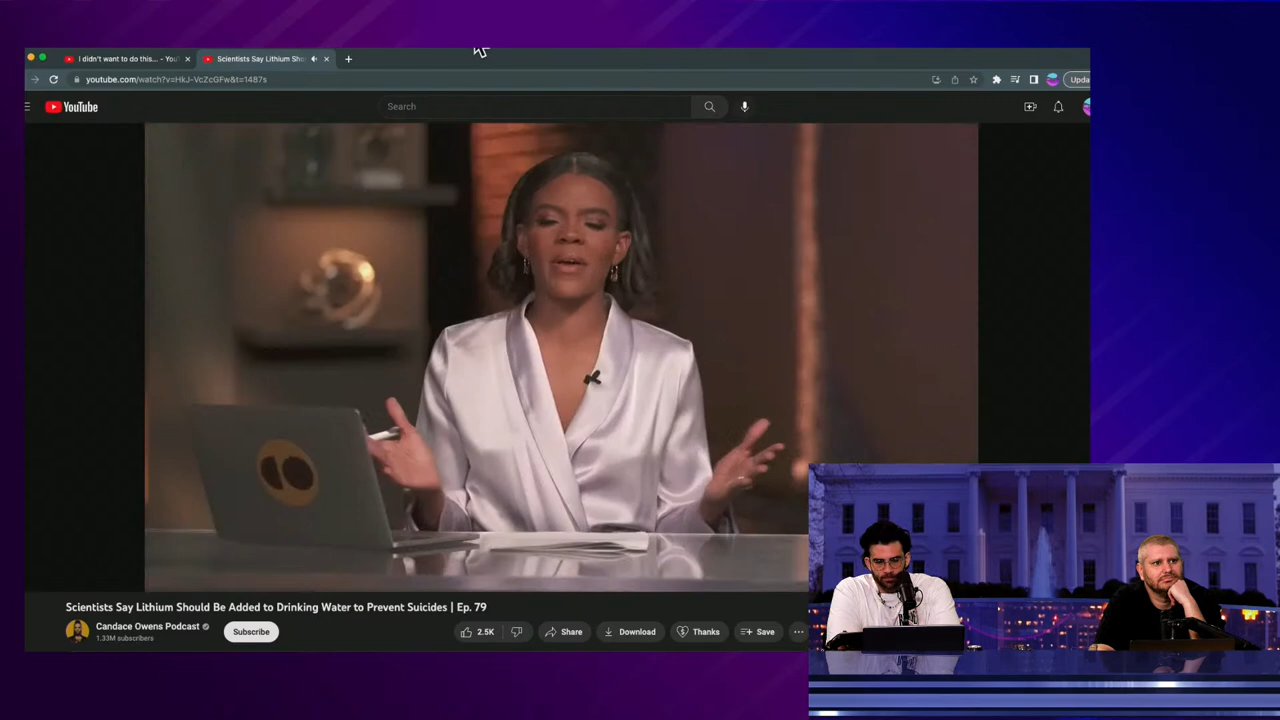 I didn't want to do this... - You
Scientists Say Lithium Sho
youtube.com/watch?v=HkJ-VcZcGFw&t=1487s
Upda
YouTube
Search
Scientists Say Lithium Should Be Added to Drinking Water to Prevent Suicides | Ep. 79
Candace Owens Podcast
1.33M subscribers
Subscribe
2.5K
Share
Download
Thanks
Save